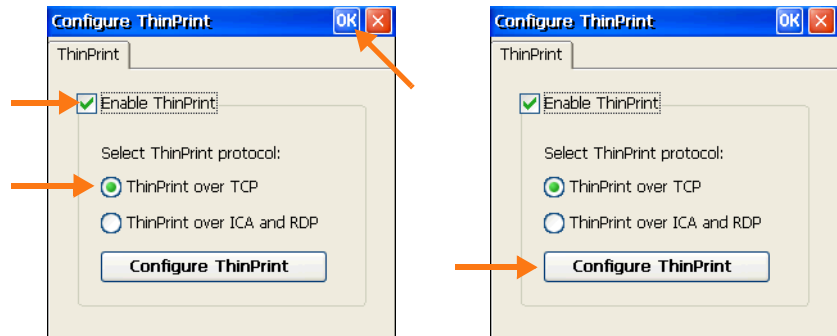 Configure ThinPrint OK
ThinPrint
Enable ThinPrint
Select ThinPrint protocol:
ThinPrint over TCP
ThinPrint over ICA and RDP
Configure ThinPrint
Configure ThinPrint OK
ThinPrint
Enable ThinPrint
Select ThinPrint protocol:
ThinPrint over TCP
ThinPrint over ICA and RDP
Configure ThinPrint